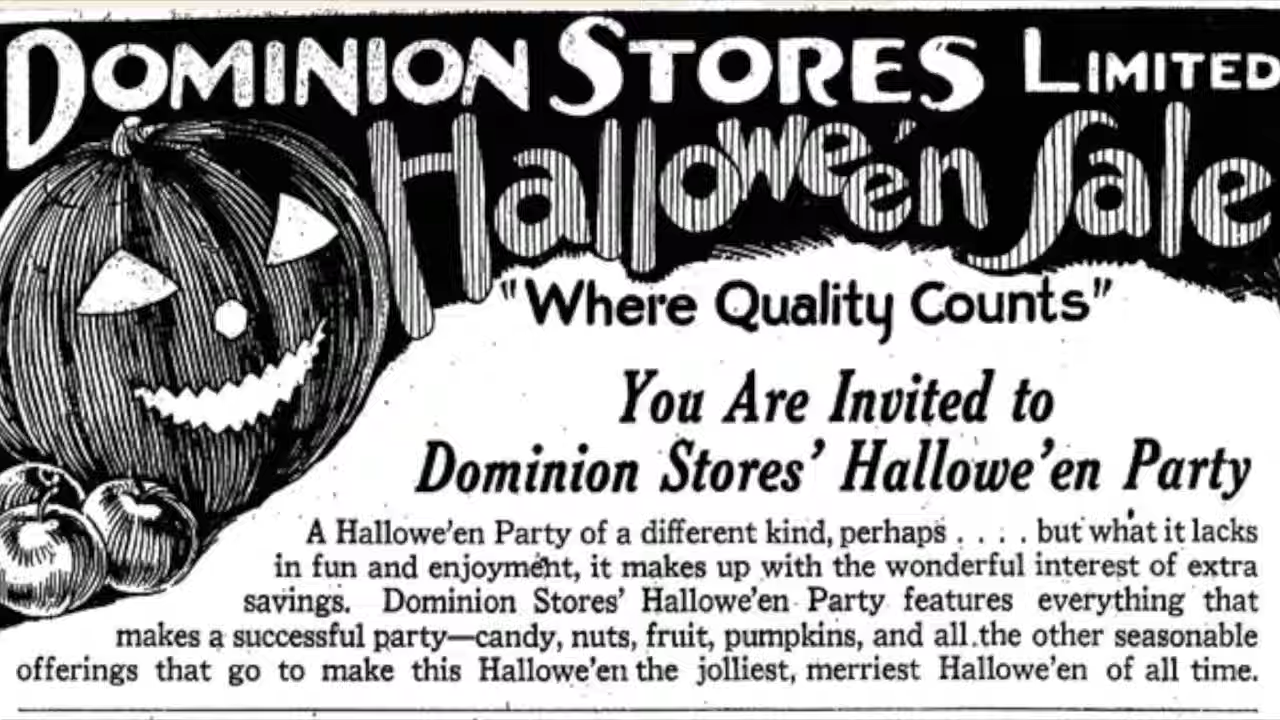 DOMINION STORES LIMITED
Hallowe'en Sale
"Where Quality Counts"
You Are Invited to
Dominion Stores' Hallowe'en Party
A Hallowe'en Party of a different kind, perhaps . . . . but what it lacks
in fun and enjoyment, it makes up with the wonderful interest of extra
savings. Dominion Stores' Hallowe'en Party features everything that
makes a successful party—candy, nuts, fruit, pumpkins, and all the other seasonable
offerings that go to make this Hallowe'en the jolliest, merriest Hallowe'en of all time.